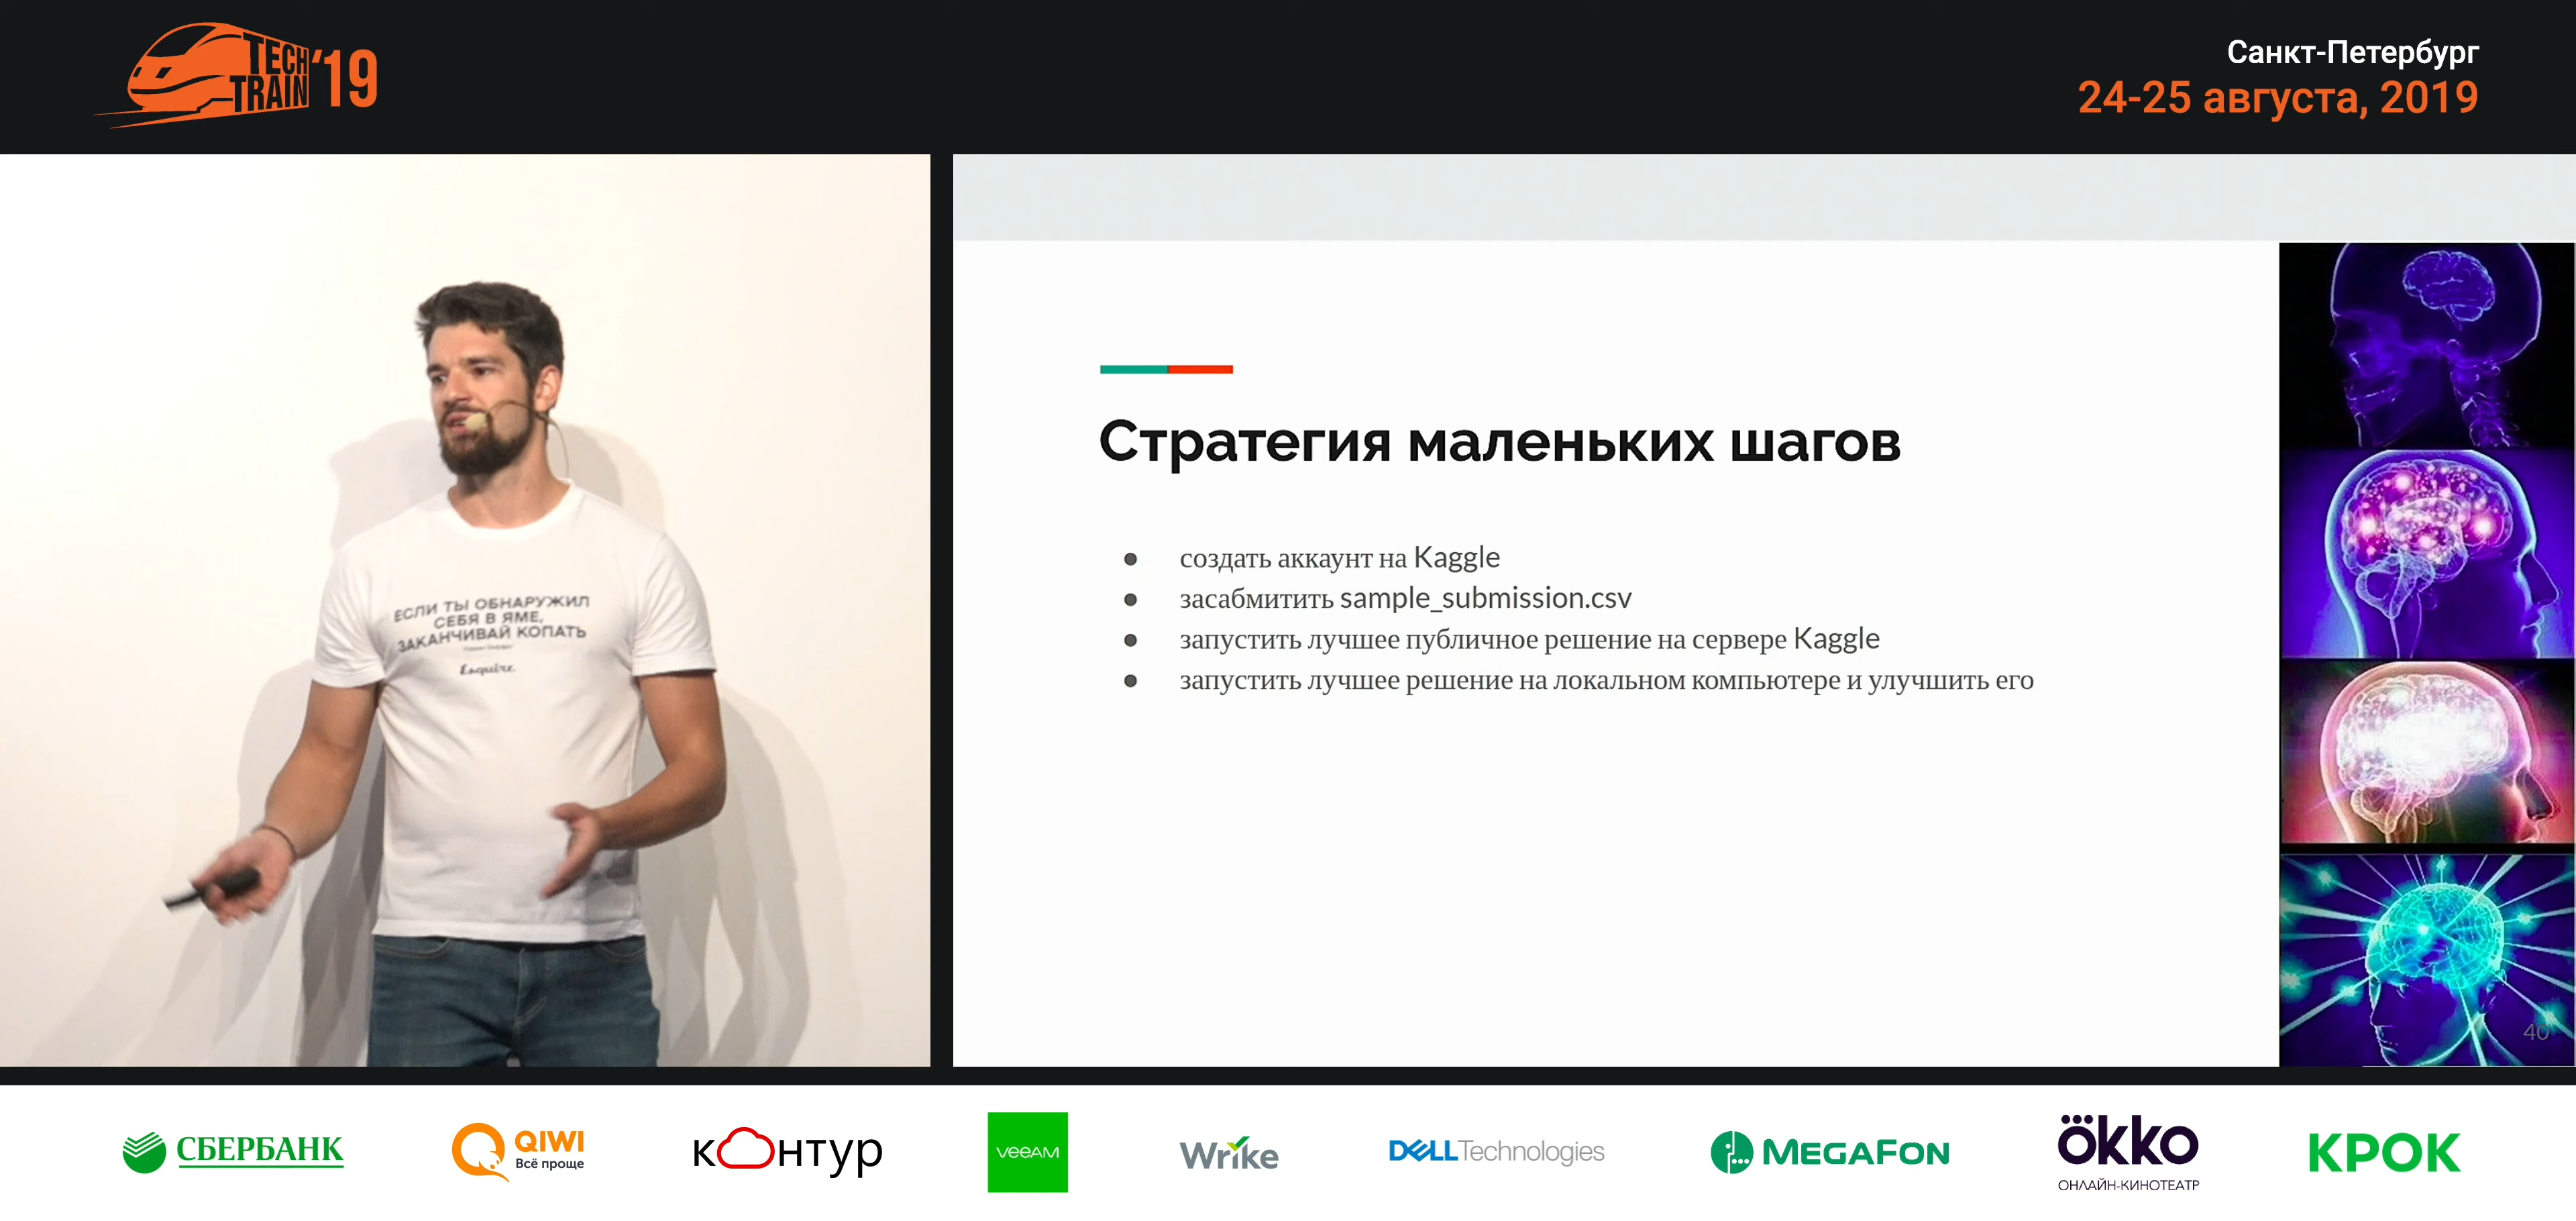 TECH
TRAIN '19
Санкт-Петербург
24-25 августа, 2019
ЕСЛИ ТЫ ОБНАРУЖИЛ
СЕБЯ В ЯМЕ,
ЗАКАНЧИВАЙ КОПАТЬ
Esquire
Стратегия маленьких шагов
● создать аккаунт на Kaggle
● засабмитить sample_submission.csv
● запустить лучшее публичное решение на сервере Kaggle
● запустить лучшее решение на локальном компьютере и улучшить его
40
СБЕРБАНК
QIWI
Всё проще
контур
veeam
Wrike
DELL Technologies
MEGAFON
ökko
ОНЛАЙН-КИНОТЕАТР
КРОК